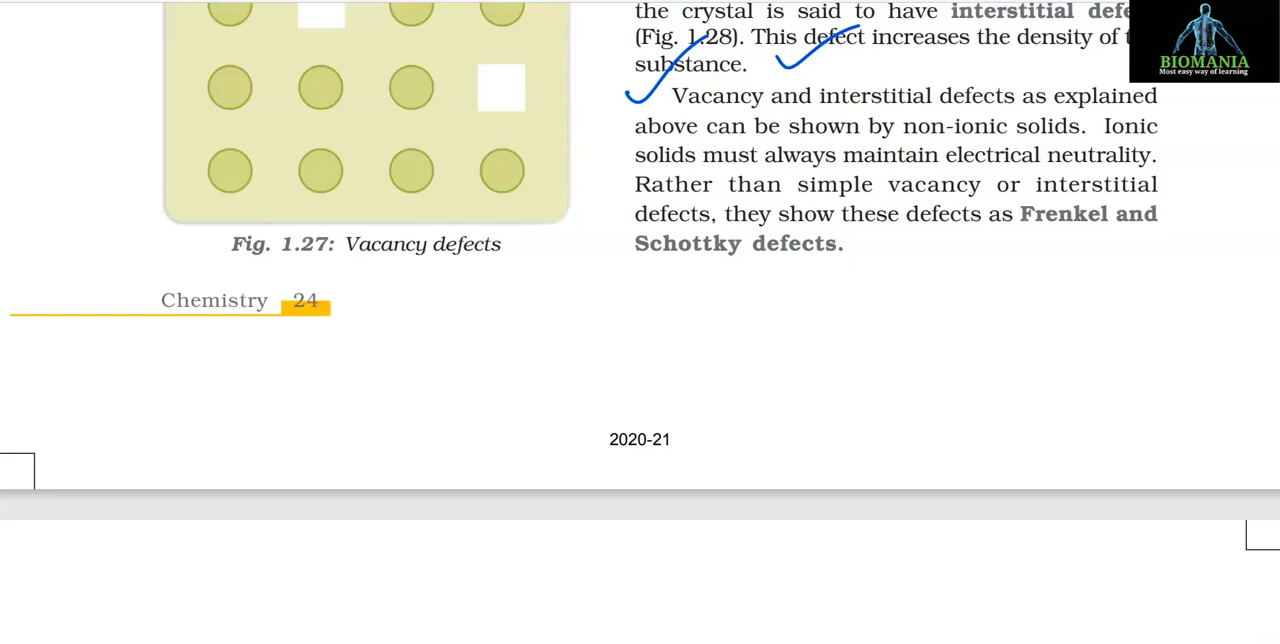 the crystal is said to have interstitial defe
(Fig. 1.28). This defect increases the density of
substance.
Vacancy and interstitial defects as explained
above can be shown by non-ionic solids. Ionic
solids must always maintain electrical neutrality.
Rather than simple vacancy or interstitial
defects, they show these defects as Frenkel and
Schottky defects.
Fig. 1.27: Vacancy defects
Chemistry 24
2020-21
BIOMANIA
Most easy way of learning